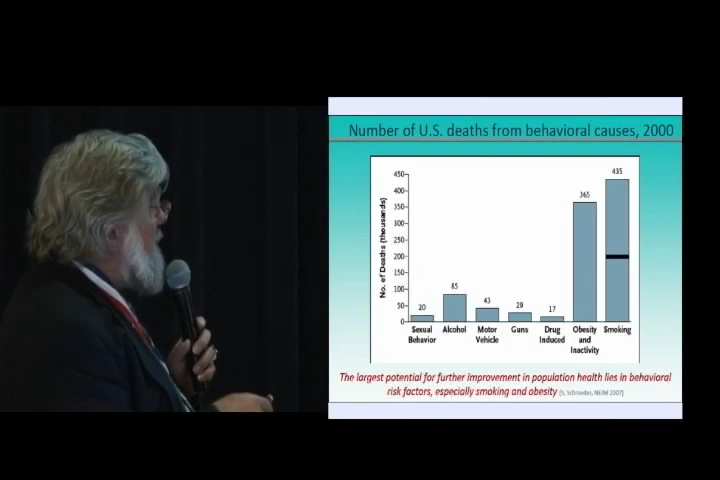 Number of U.S. deaths from behavioral causes, 2000
No. of Deaths (thousands)
450
400
350
300
250
200
150
100
50
0
20
85
43
29
17
365
435
Sexual
Behavior
Alcohol
Motor
Vehicle
Guns
Drug
Induced
Obesity
and
Inactivity
Smoking
The largest potential for further improvement in population health lies in behavioral
risk factors, especially smoking and obesity (S. Schroeder, NEJM 2007)